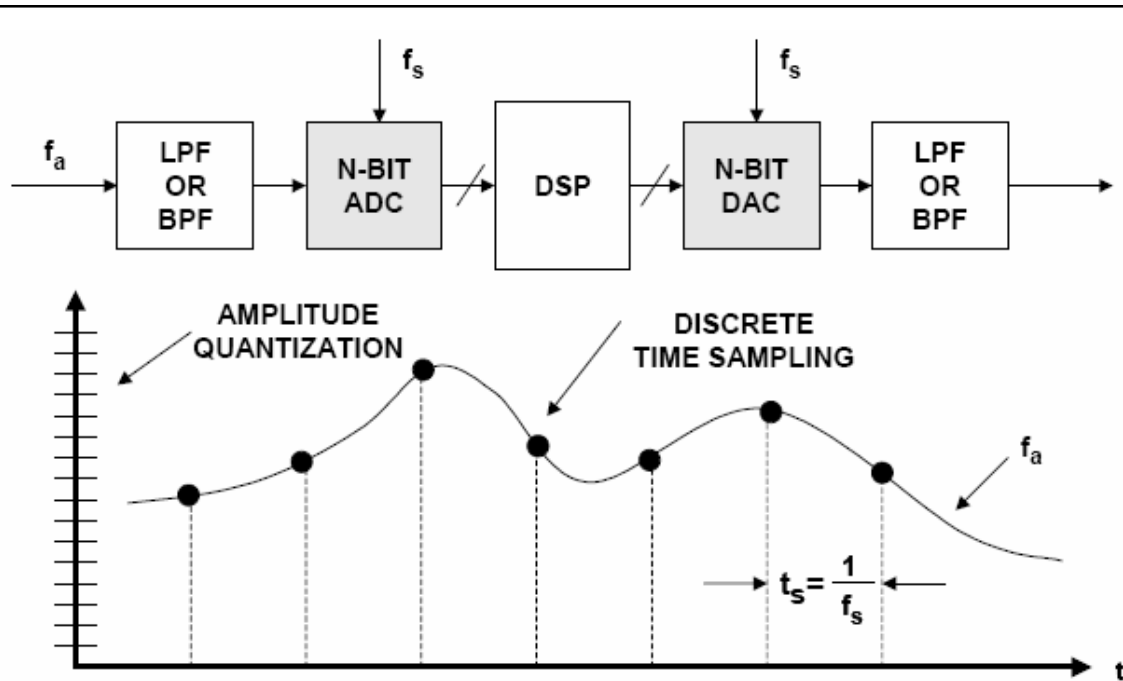 fs
fs
fa
LPF
OR
BPF
N-BIT
ADC
DSP
N-BIT
DAC
LPF
OR
BPF
AMPLITUDE
QUANTIZATION
DISCRETE
TIME SAMPLING
fa
ts= 1
fs
t